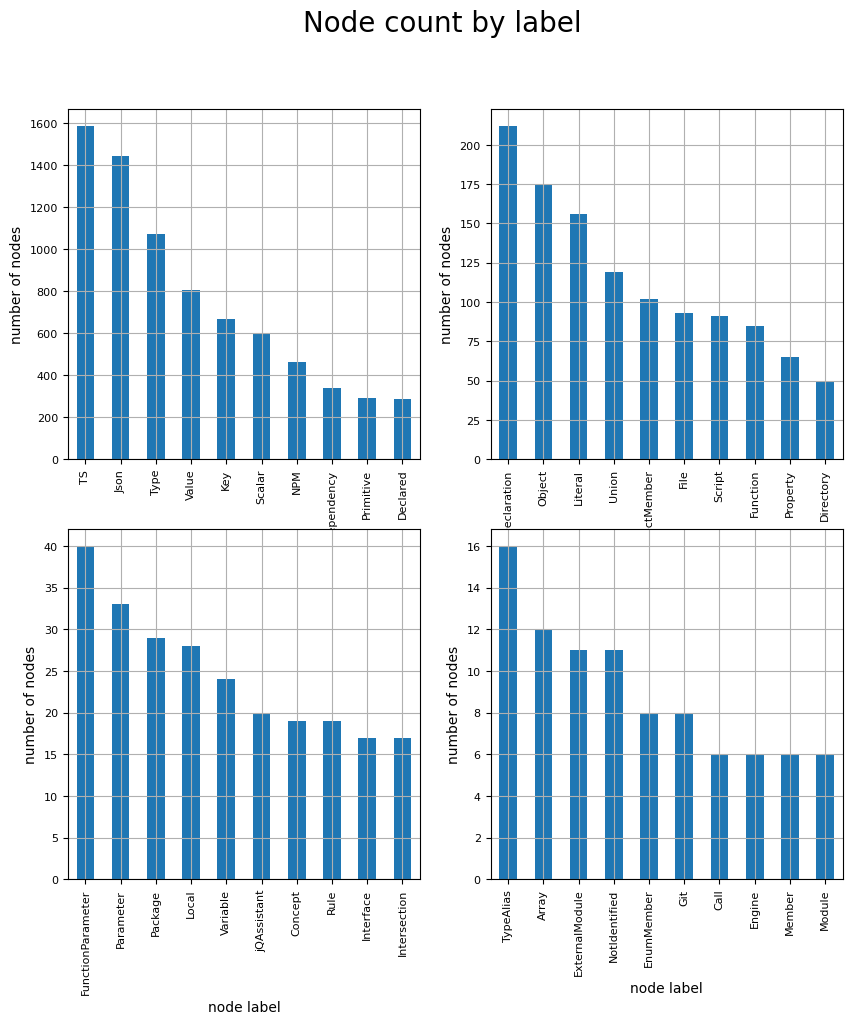 Node count by label
number of nodes
1600
1400
1200
1000
800
600
400
200
0
TS
Json
Type
Value
Key
Scalar
NPM
Primitive
Declared
number of nodes
200
175
150
125
100
75
50
25
0
Object
Literal
Union
File
Script
Function
Property
Directory
number of nodes
40
35
30
25
20
15
10
5
0
FunctionParameter
Parameter
Package
Local
Variable
jQAssistant
Concept
Rule
Interface
Intersection
node label
number of nodes
16
14
12
10
8
6
4
2
0
TypeAlias
Array
ExternalModule
NotIdentified
EnumMember
Git
Call
Engine
Member
Module
node label